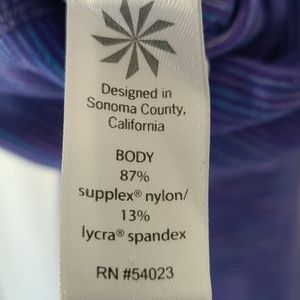 Designed in
Sonoma County,
California
BODY
87%
supplex® nylon/
13%
lycra® spandex
RN #54023